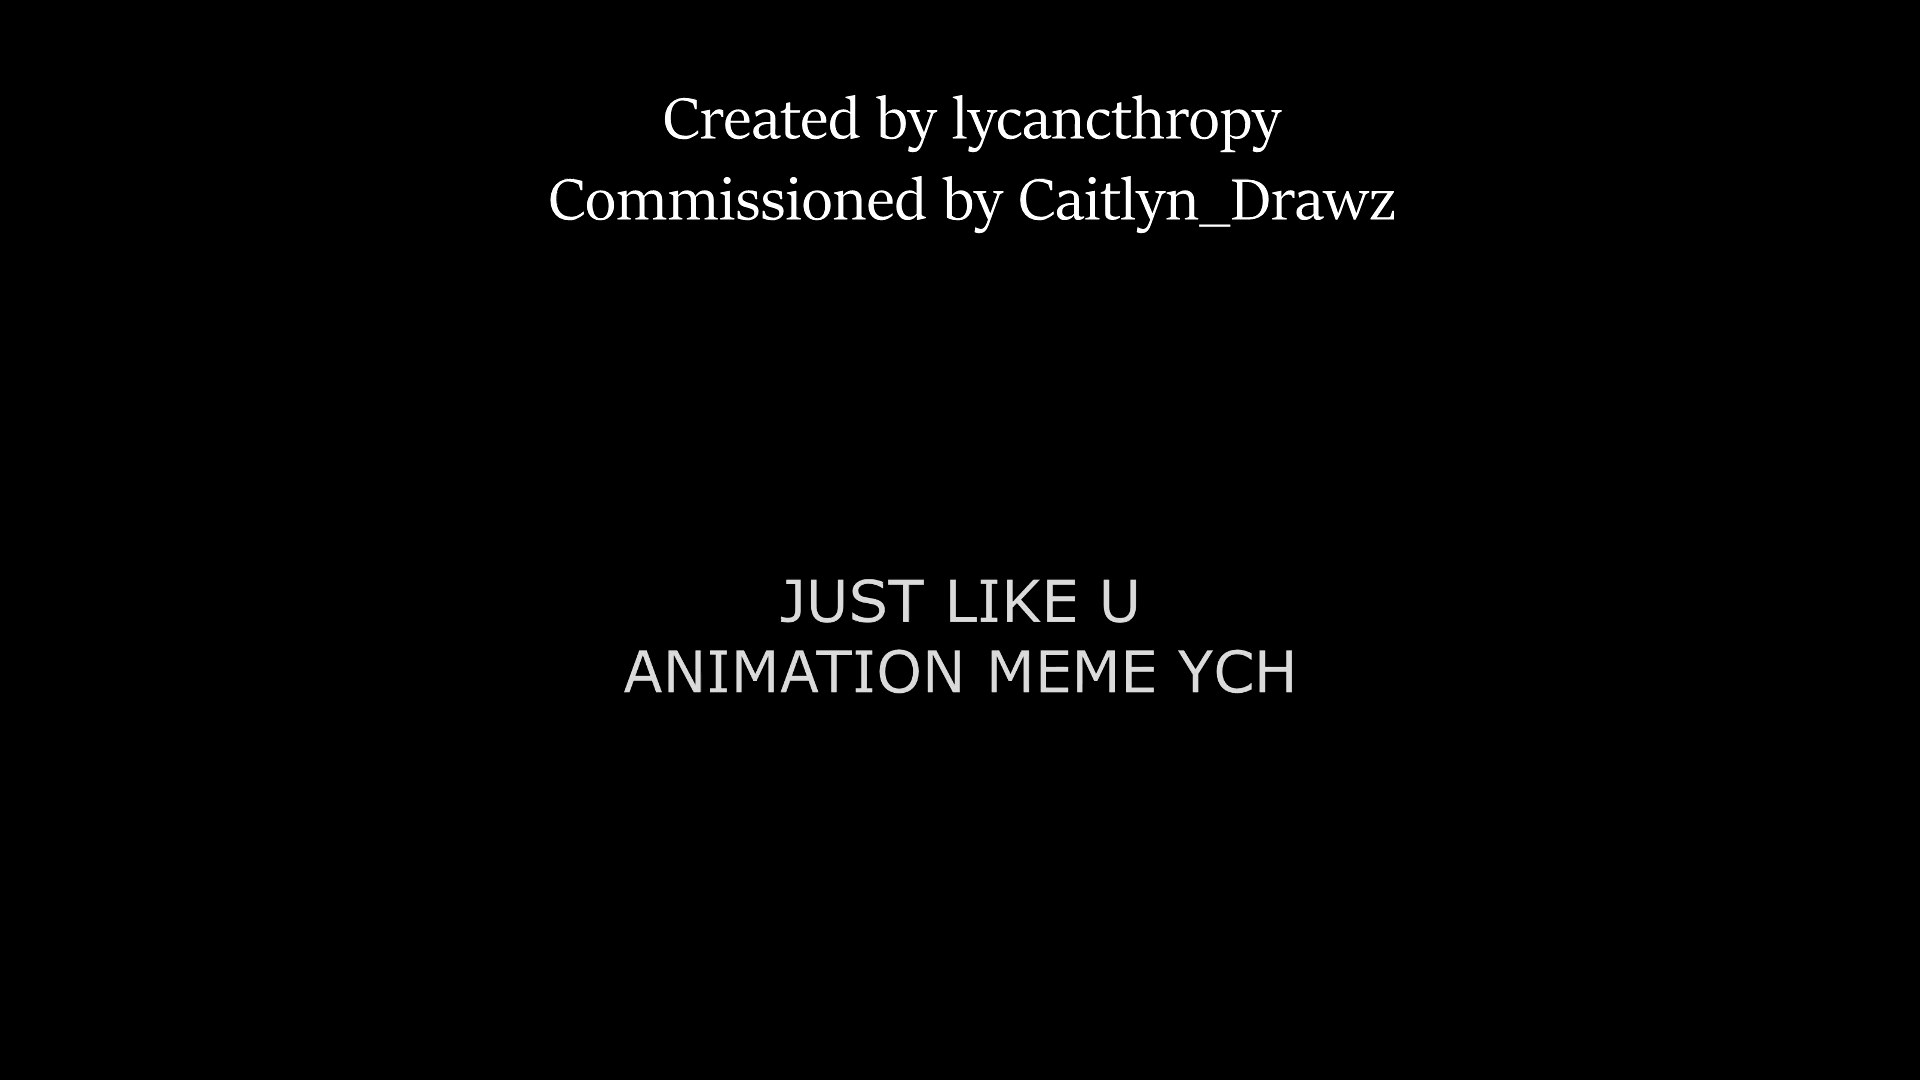 Created by lycancthropy
Commissioned by Caitlyn_Drawz
JUST LIKE U
ANIMATION MEME YCH